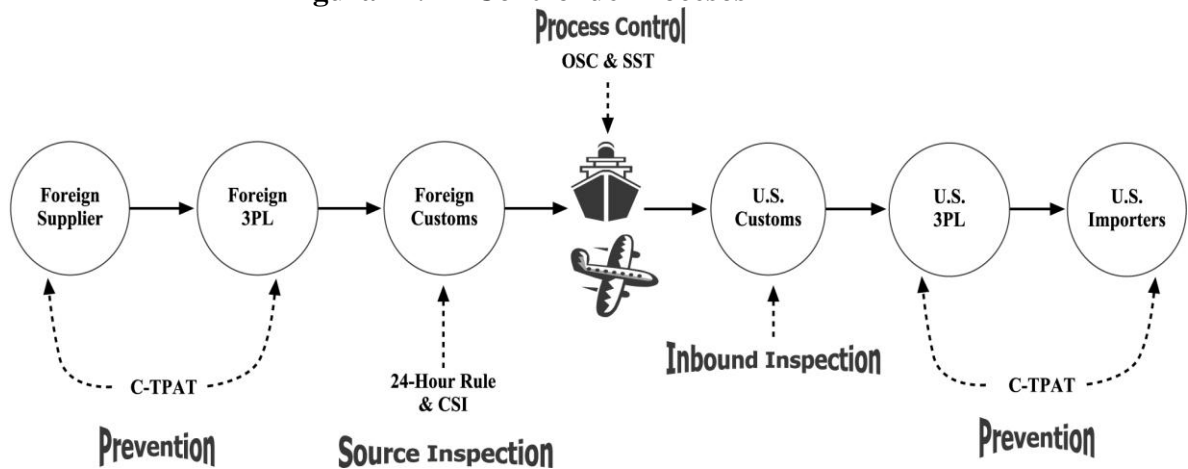 Process Control
OSC & SST
Foreign
Supplier
Foreign
3PL
Foreign
Customs
U.S.
Customs
U.S.
3PL
U.S.
Importers
Inbound Inspection
C-TPAT
24-Hour Rule
& CSI
C-TPAT
Prevention
Source Inspection
Prevention